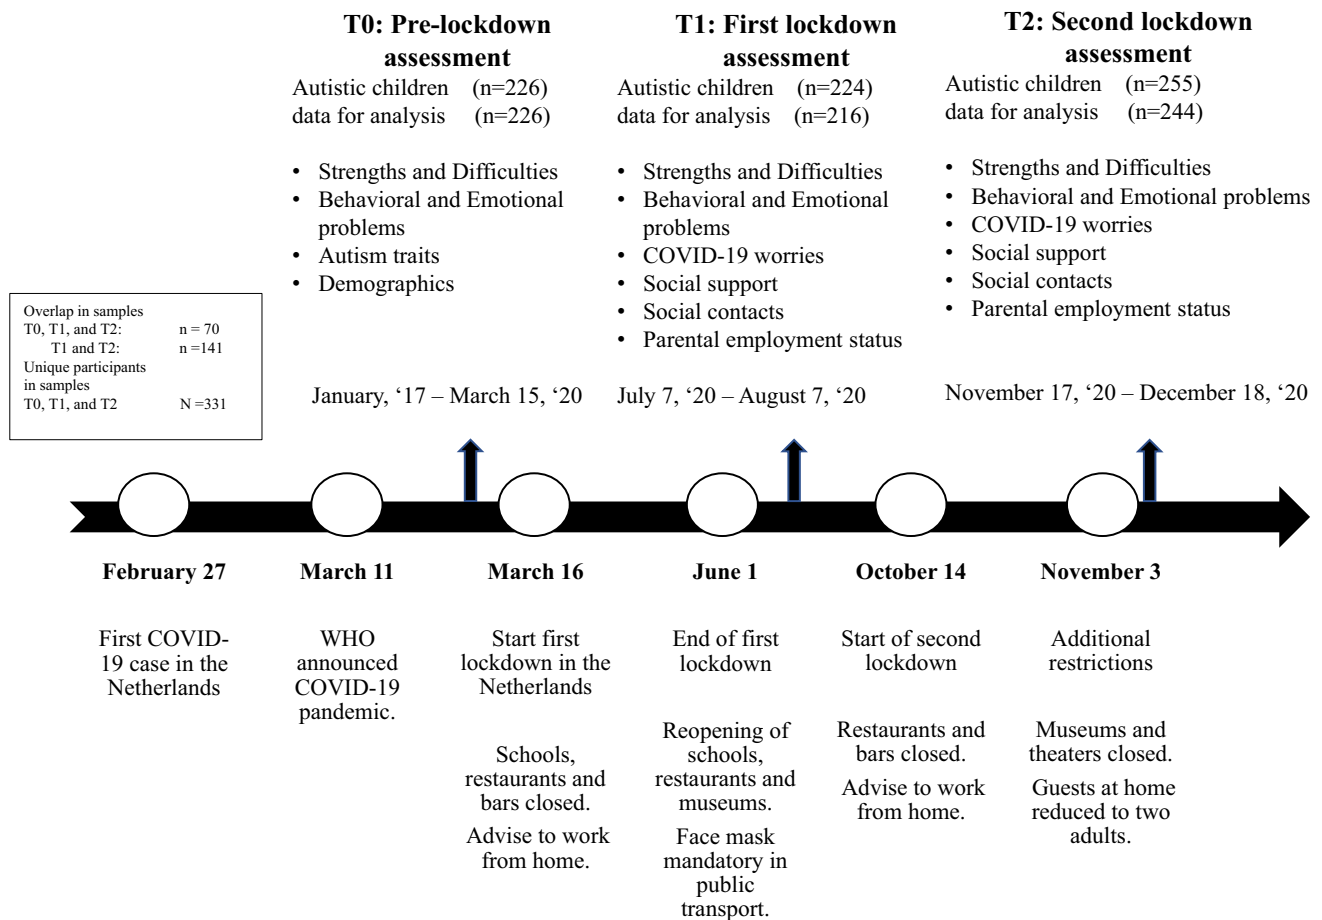 T0: Pre-lockdown
assessment
Autistic children (n=226)
data for analysis (n=226)
• Strengths and Difficulties
• Behavioral and Emotional
problems
• Autism traits
• Demographics
January, ‘17 – March 15, ‘20
T1: First lockdown
assessment
Autistic children (n=224)
data for analysis (n=216)
• Strengths and Difficulties
• Behavioral and Emotional
problems
• COVID-19 worries
• Social support
• Social contacts
• Parental employment status
July 7, ‘20 – August 7, ‘20
T2: Second lockdown
assessment
Autistic children (n=255)
data for analysis (n=244)
• Strengths and Difficulties
• Behavioral and Emotional problems
• COVID-19 worries
• Social support
• Social contacts
• Parental employment status
November 17, ‘20 – December 18, ‘20
Overlap in samples
T0, T1, and T2: n = 70
T1 and T2: n =141
Unique participants
in samples
T0, T1, and T2 N =331
February 27
First COVID-
19 case in the
Netherlands
March 11
WHO
announced
COVID-19
pandemic.
March 16
Start first
lockdown in the
Netherlands
Schools,
restaurants and
bars closed.
Advise to work
from home.
June 1
End of first
lockdown
Reopening of
schools,
restaurants and
museums.
Face mask
mandatory in
public
transport.
October 14
Start of second
lockdown
Restaurants and
bars closed.
Advise to work
from home.
November 3
Additional
restrictions
Museums and
theaters closed.
Guests at home
reduced to two
adults.